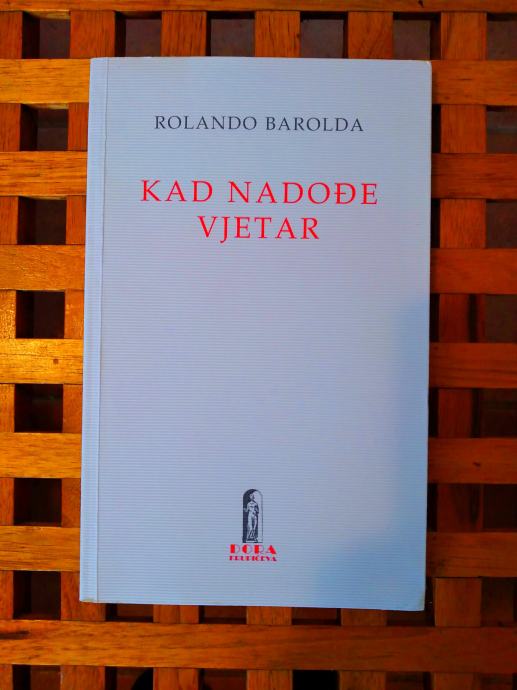 ROLANDO BAROLDA
KAD NADOĐE
VJETAR
DORA
KRUPIĆEVA